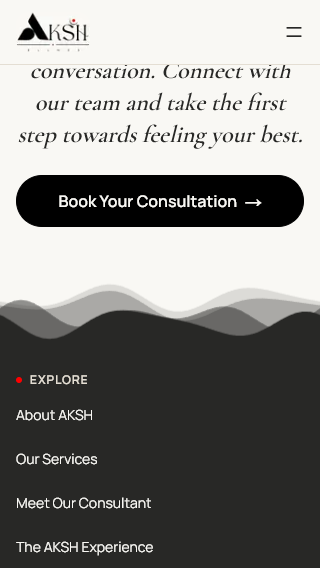 AKSH
conversation. Connect with
our team and take the first
step towards feeling your best.
Book Your Consultation →
EXPLORE
About AKSH
Our Services
Meet Our Consultant
The AKSH Experience